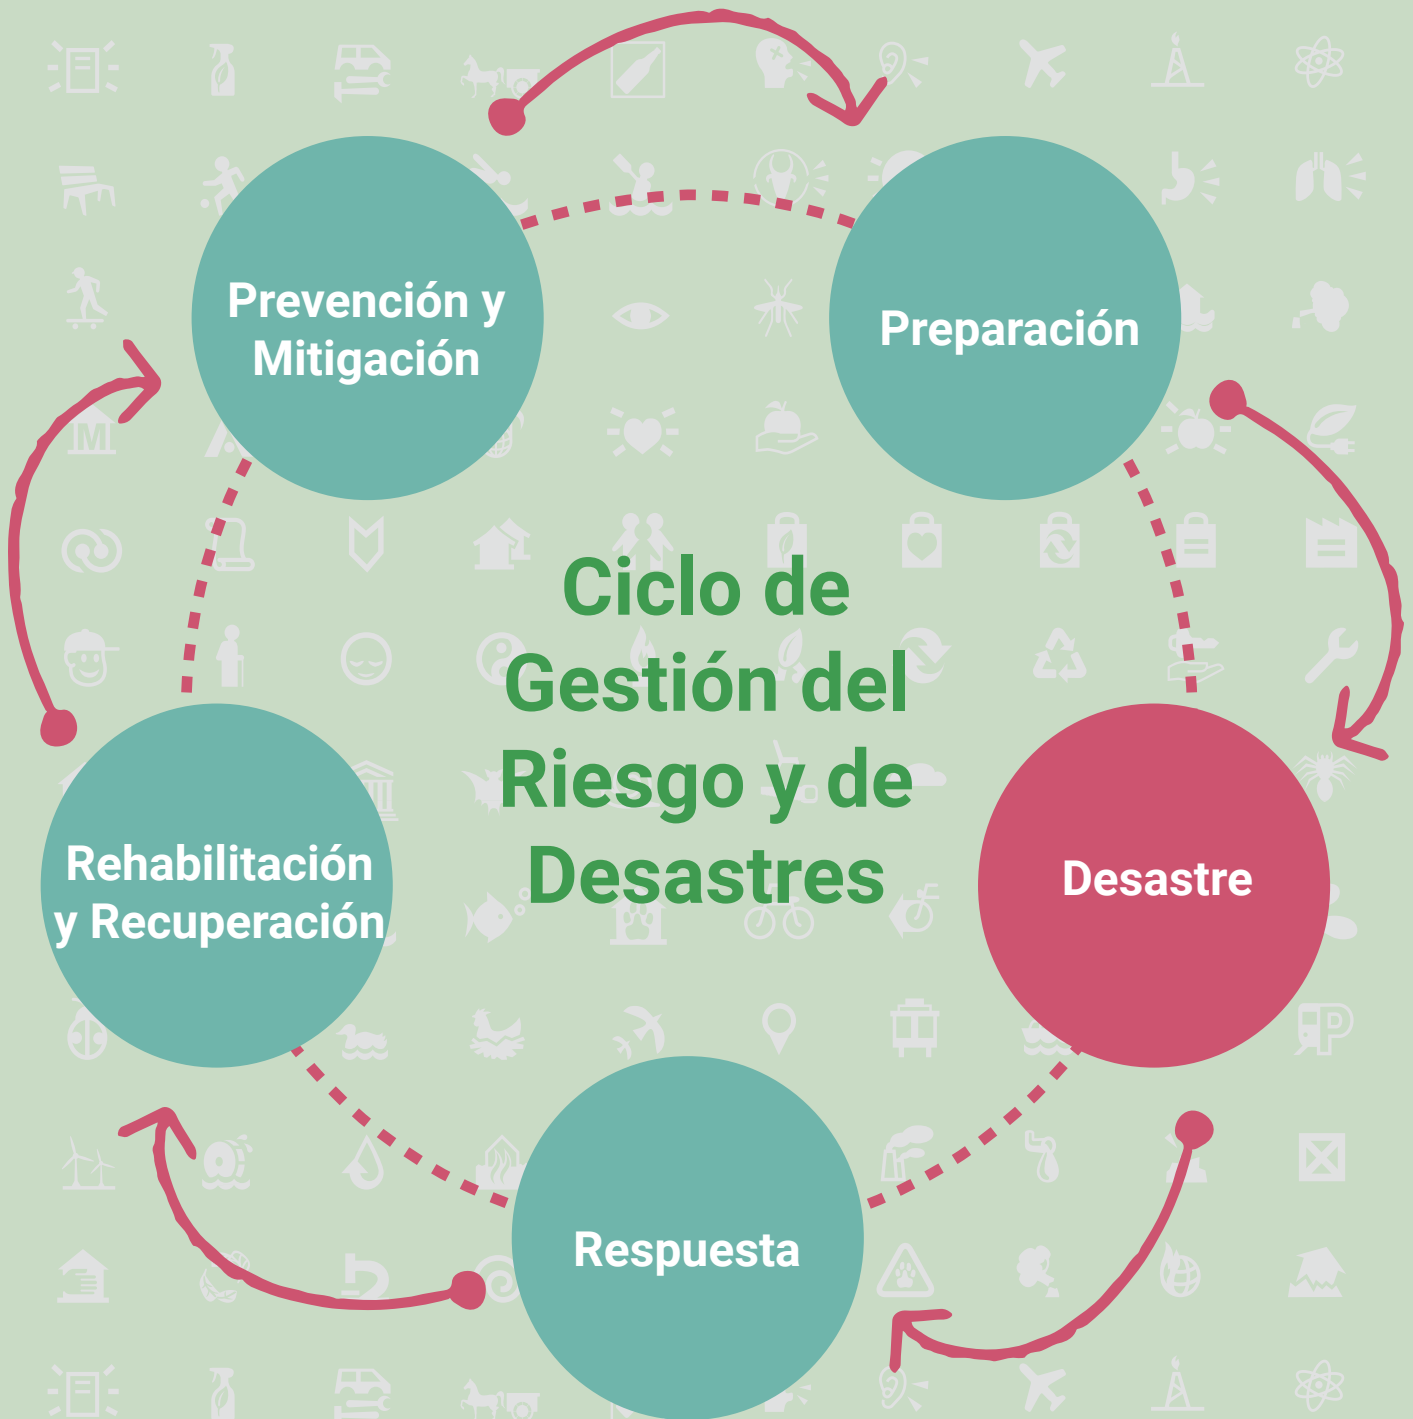 Prevención y
Mitigación
Preparación
Ciclo de
Gestión del
Riesgo y de
Desastres
Desastre
Rehabilitación
y Recuperación
Respuesta
M
P